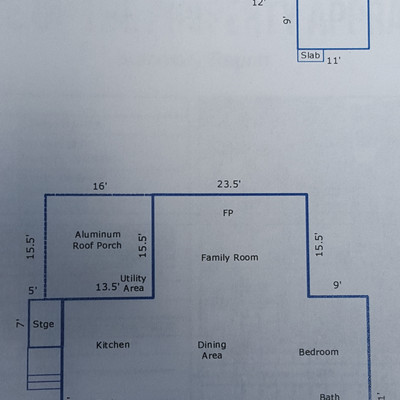 12'
9'
Slab
11'
16'
23.5'
FP
Aluminum
Roof Porch
15.5'
15.5'
15.5'
Family Room
Utility
Area
13.5'
5'
9'
7'
Stge
Kitchen
Dining
Area
Bedroom
Bath